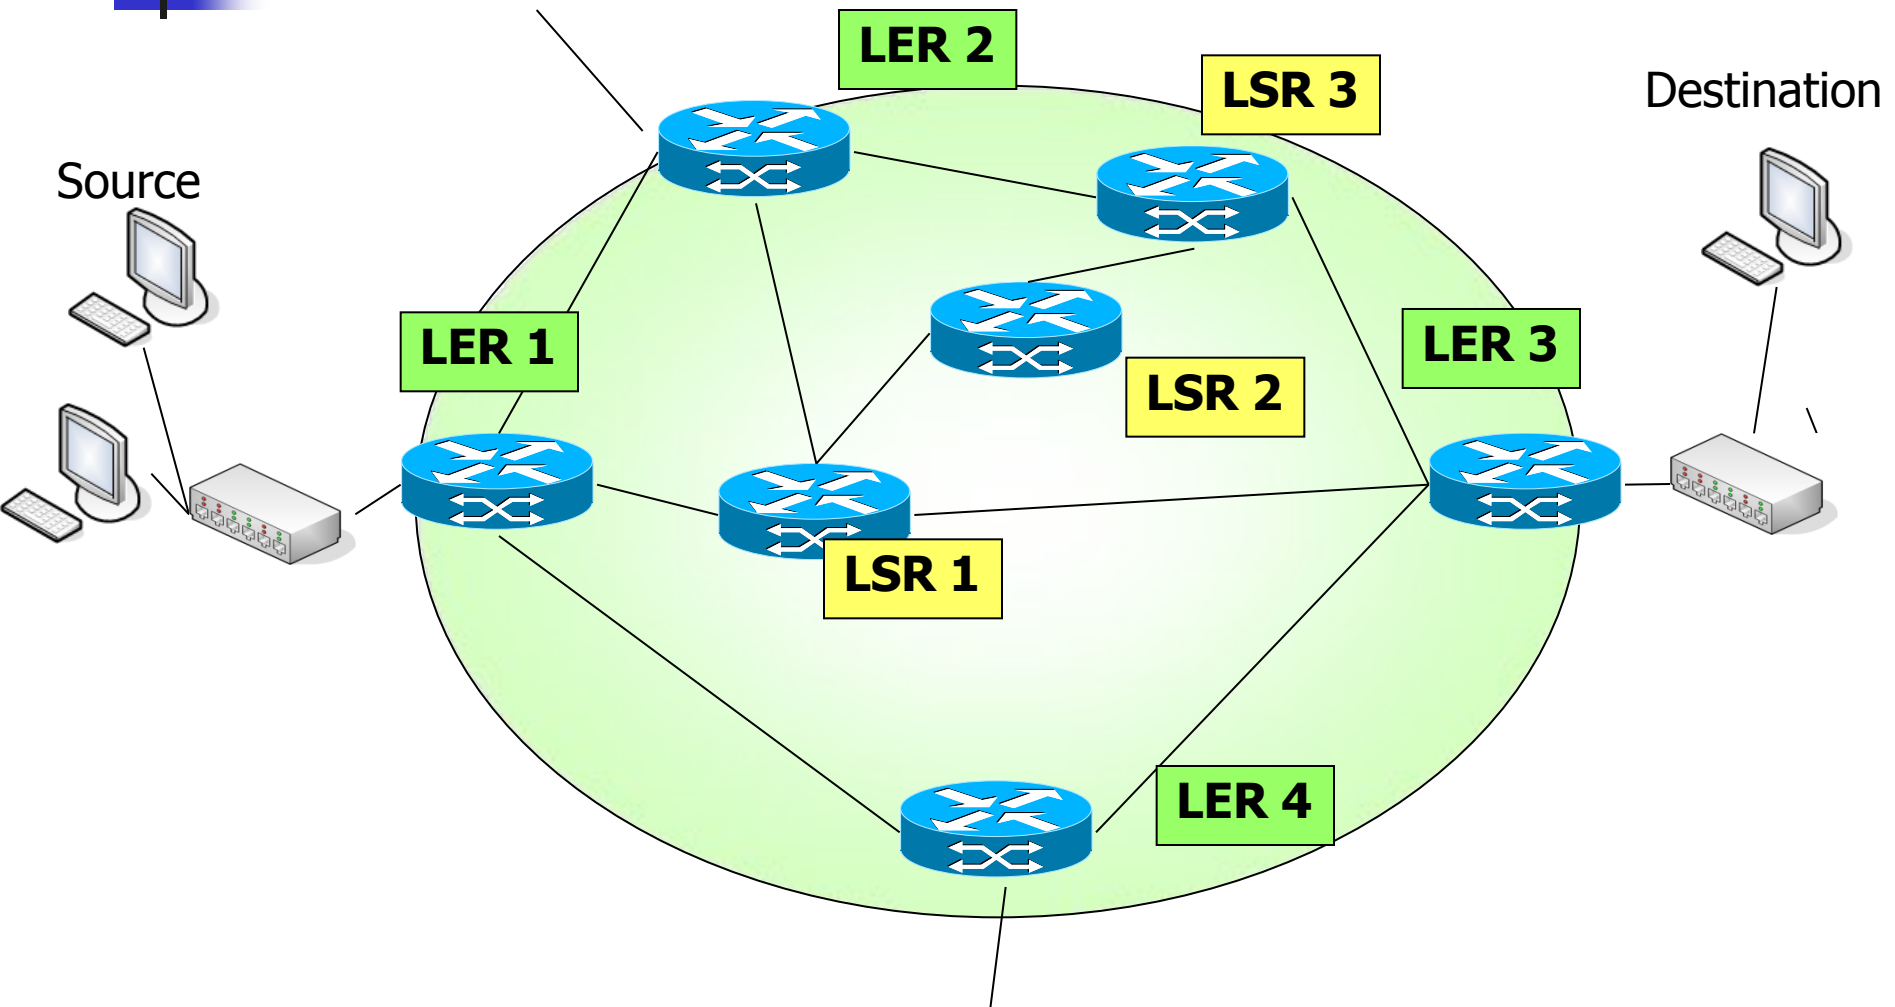 LER 2
LSR 3
Destination
Source
LER 1
LER 3
LSR 2
LSR 1
LER 4